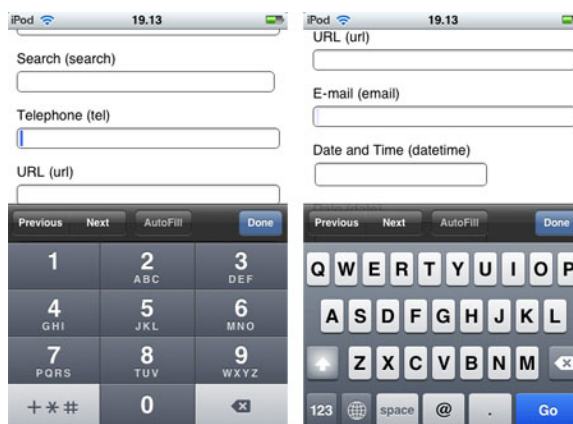 iPod 19.13
Search (search)
Telephone (tel)
URL (url)
Previous Next AutoFill Done
1 2 ABC 3 DEF
4 GHI 5 JKL 6 MNO
7 PQRS 8 TUV 9 WXYZ
+*# 0
iPod 19.13
URL (url)
E-mail (email)
Date and Time (datetime)
Date (date)
Previous Next AutoFill Done
Q W E R T Y U I O P
A S D F G H J K L
Z X C V B N M
123 space @ . Go